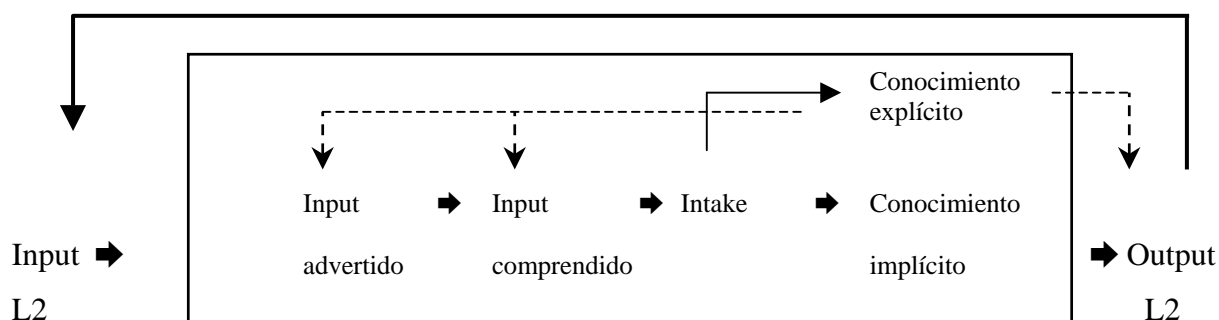 Conocimiento
explícito
Input
Input
Intake
Conocimiento
Input
advertido
comprendido
implícito
Output
L2
L2